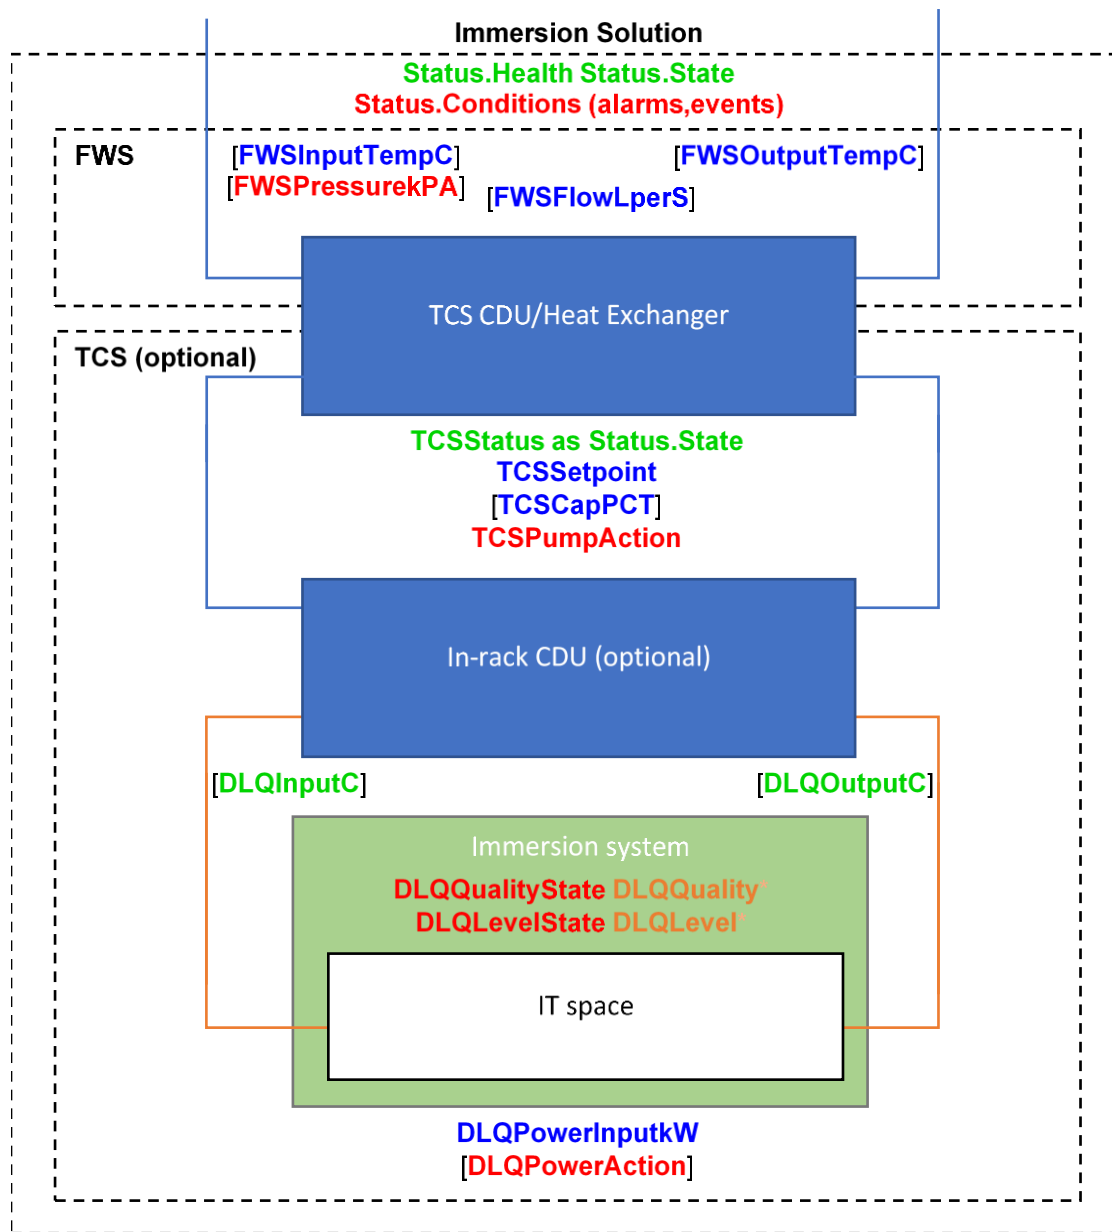 Immersion Solution
Status.Health Status.State
Status.Conditions (alarms,events)
FWS
[FWSInputTempC]
[FWSOutputTempC]
[FWSPressurekPA]
[FWSFlowLperS]
TCS CDU/Heat Exchanger
TCS (optional)
TCSStatus as Status.State
TCSSetpoint
[TCSCapPCT]
TCSPumpAction
In-rack CDU (optional)
[DLQInputC]
[DLQOutputC]
Immersion system
DLQQualityState DLQQuality*
DLQLevelState DLQLevel*
IT space
DLQPowerInputkW
[DLQPowerAction]